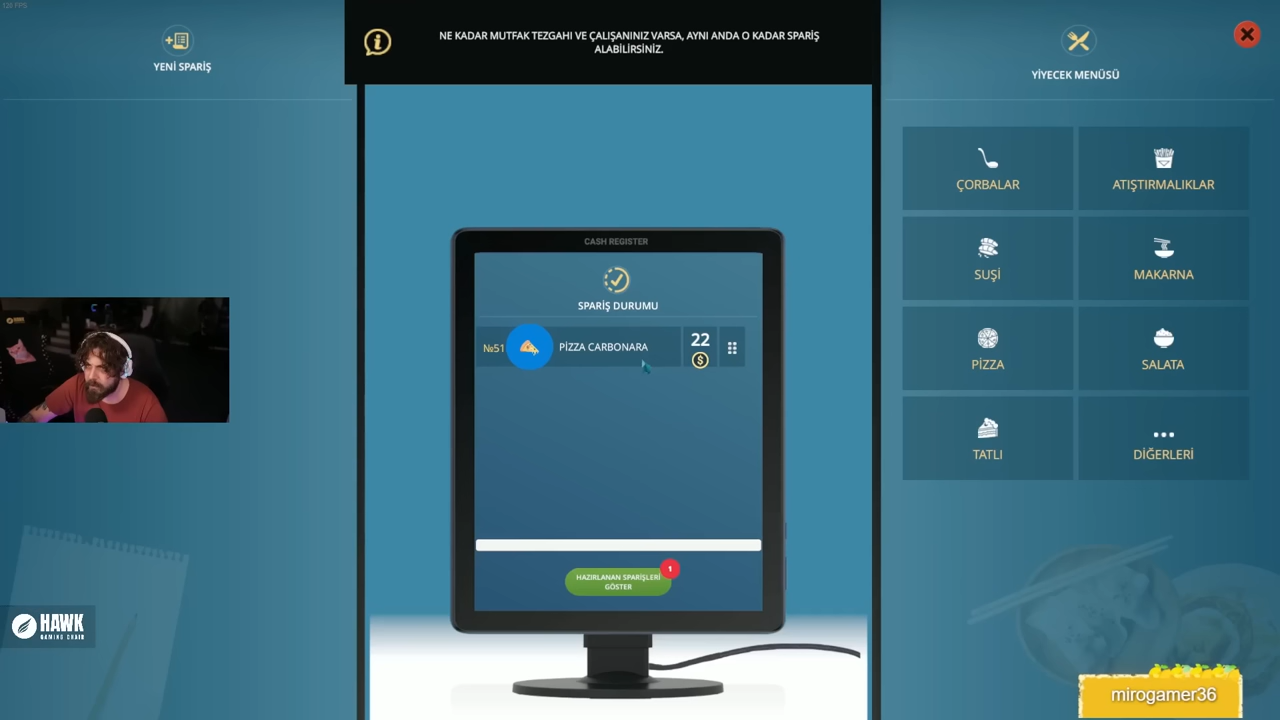 120 FPS
YENİ SPARİŞ
NE KADAR MUTFAK TEZGAHI VE ÇALIŞANINIZ VARSA, AYNI ANDA O KADAR SPARİŞ
ALABİLİRSİNİZ.
YİYECEK MENÜSÜ
ÇORBALAR
ATIŞTIRMALIKLAR
SUŞİ
MAKARNA
PİZZA
SALATA
TATLI
DİĞERLERİ
CASH REGISTER
SPARİŞ DURUMU
№51
PİZZA CARBONARA
22
HAZIRLANAN SPARİŞLERİ
GÖSTER
1
HAWK
GAMING CHAIR
mirogamer36